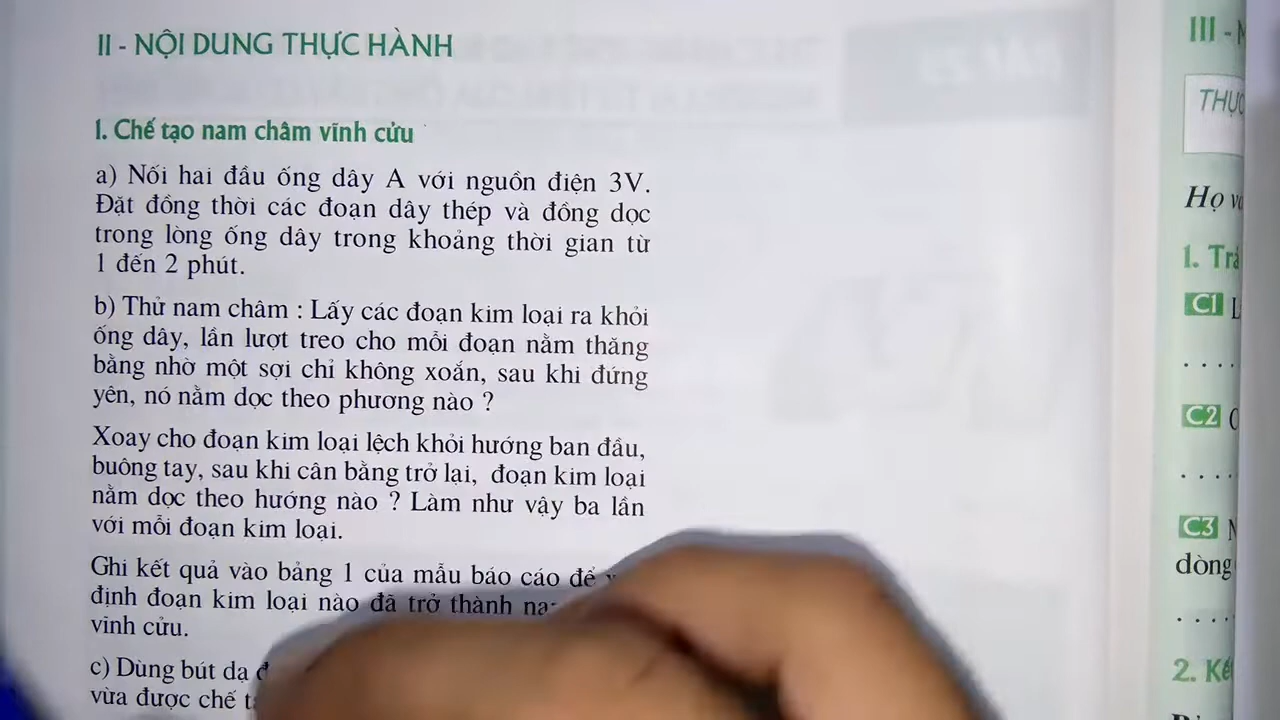 II - NỘI DUNG THỰC HÀNH
1. Chế tạo nam châm vĩnh cửu
a) Nối hai đầu ống dây A với nguồn điện 3V.
Đặt đồng thời các đoạn dây thép và đồng dọc
trong lòng ống dây trong khoảng thời gian từ
1 đến 2 phút.
b) Thử nam châm : Lấy các đoạn kim loại ra khỏi
ống dây, lần lượt treo cho mỗi đoạn nằm thăng
bằng nhờ một sợi chỉ không xoắn, sau khi đứng
yên, nó nằm dọc theo phương nào ?
Xoay cho đoạn kim loại lệch khỏi hướng ban đầu,
buông tay, sau khi cân bằng trở lại, đoạn kim loại
nằm dọc theo hướng nào ? Làm như vậy ba lần
với mỗi đoạn kim loại.
Ghi kết quả vào bảng 1 của mẫu báo cáo để
định đoạn kim loại nào đã trở thành
vĩnh cửu.
c) Dùng bút dạ
vừa được chế
III -
Họ
1.
C1
. . . .
C2
. . . .
C3
dòng
. . . .
2.